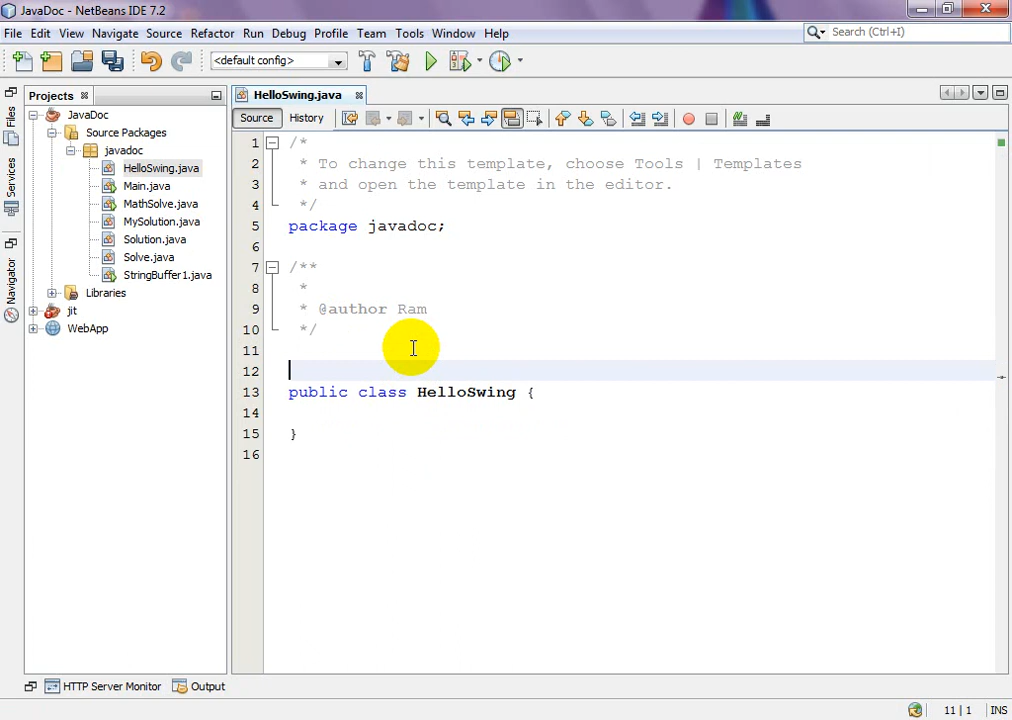 JavaDoc - NetBeans IDE 7.2
File Edit View Navigate Source Refactor Run Debug Profile Team Tools Window Help
Search (Ctrl+I)
<default config>
Files
Services
Navigator
Projects
JavaDoc
Source Packages
javadoc
HelloSwing.java
Main.java
MathSolve.java
MySolution.java
Solution.java
Solve.java
StringBuffer1.java
Libraries
jit
WebApp
HelloSwing.java
Source History
1 /*
2 * To change this template, choose Tools | Templates
3 * and open the template in the editor.
4 */
5 package javadoc;
6
7 /**
8 *
9 * @author Ram
10 */
11
12
13 public class HelloSwing {
14
15 }
16
HTTP Server Monitor Output
11 | 1 INS